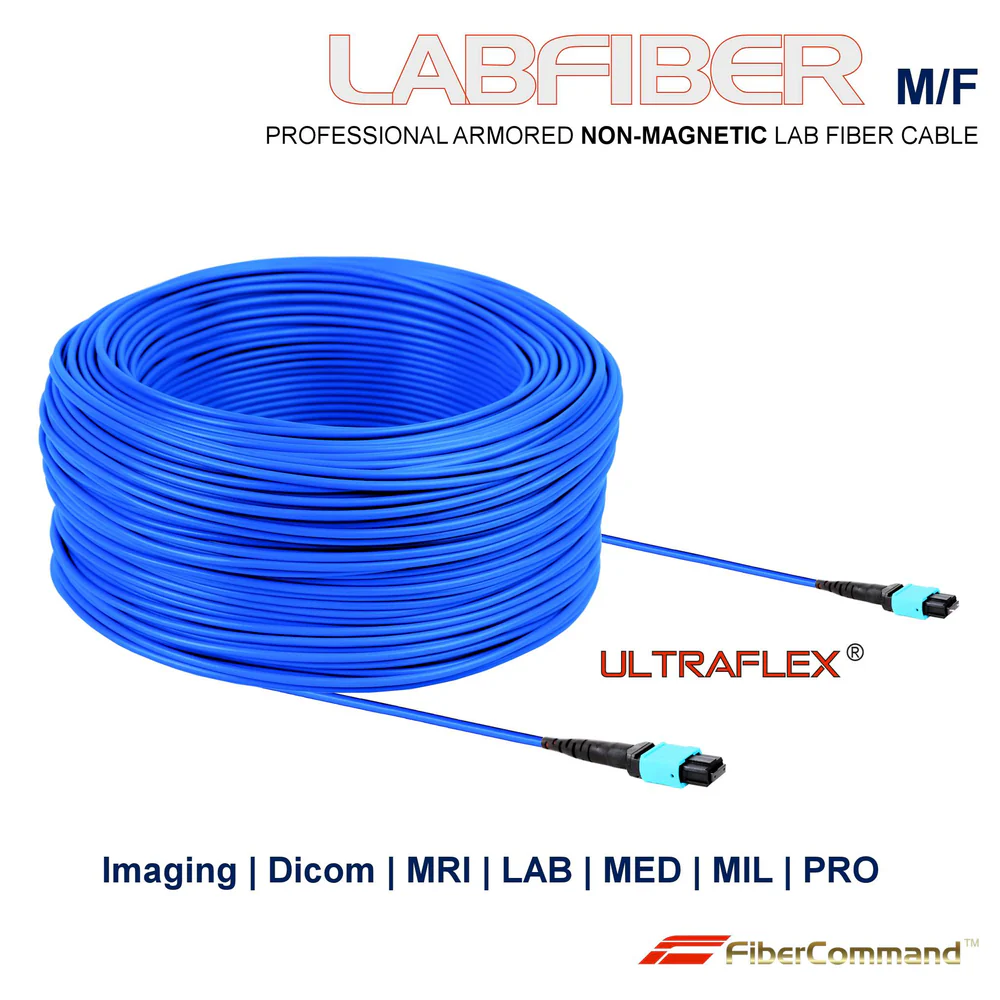 LABFIBER M/F
PROFESSIONAL ARMORED NON-MAGNETIC LAB FIBER CABLE
ULTRAFLEX®
Imaging | Dicom | MRI | LAB | MED | MIL | PRO
FiberCommand™